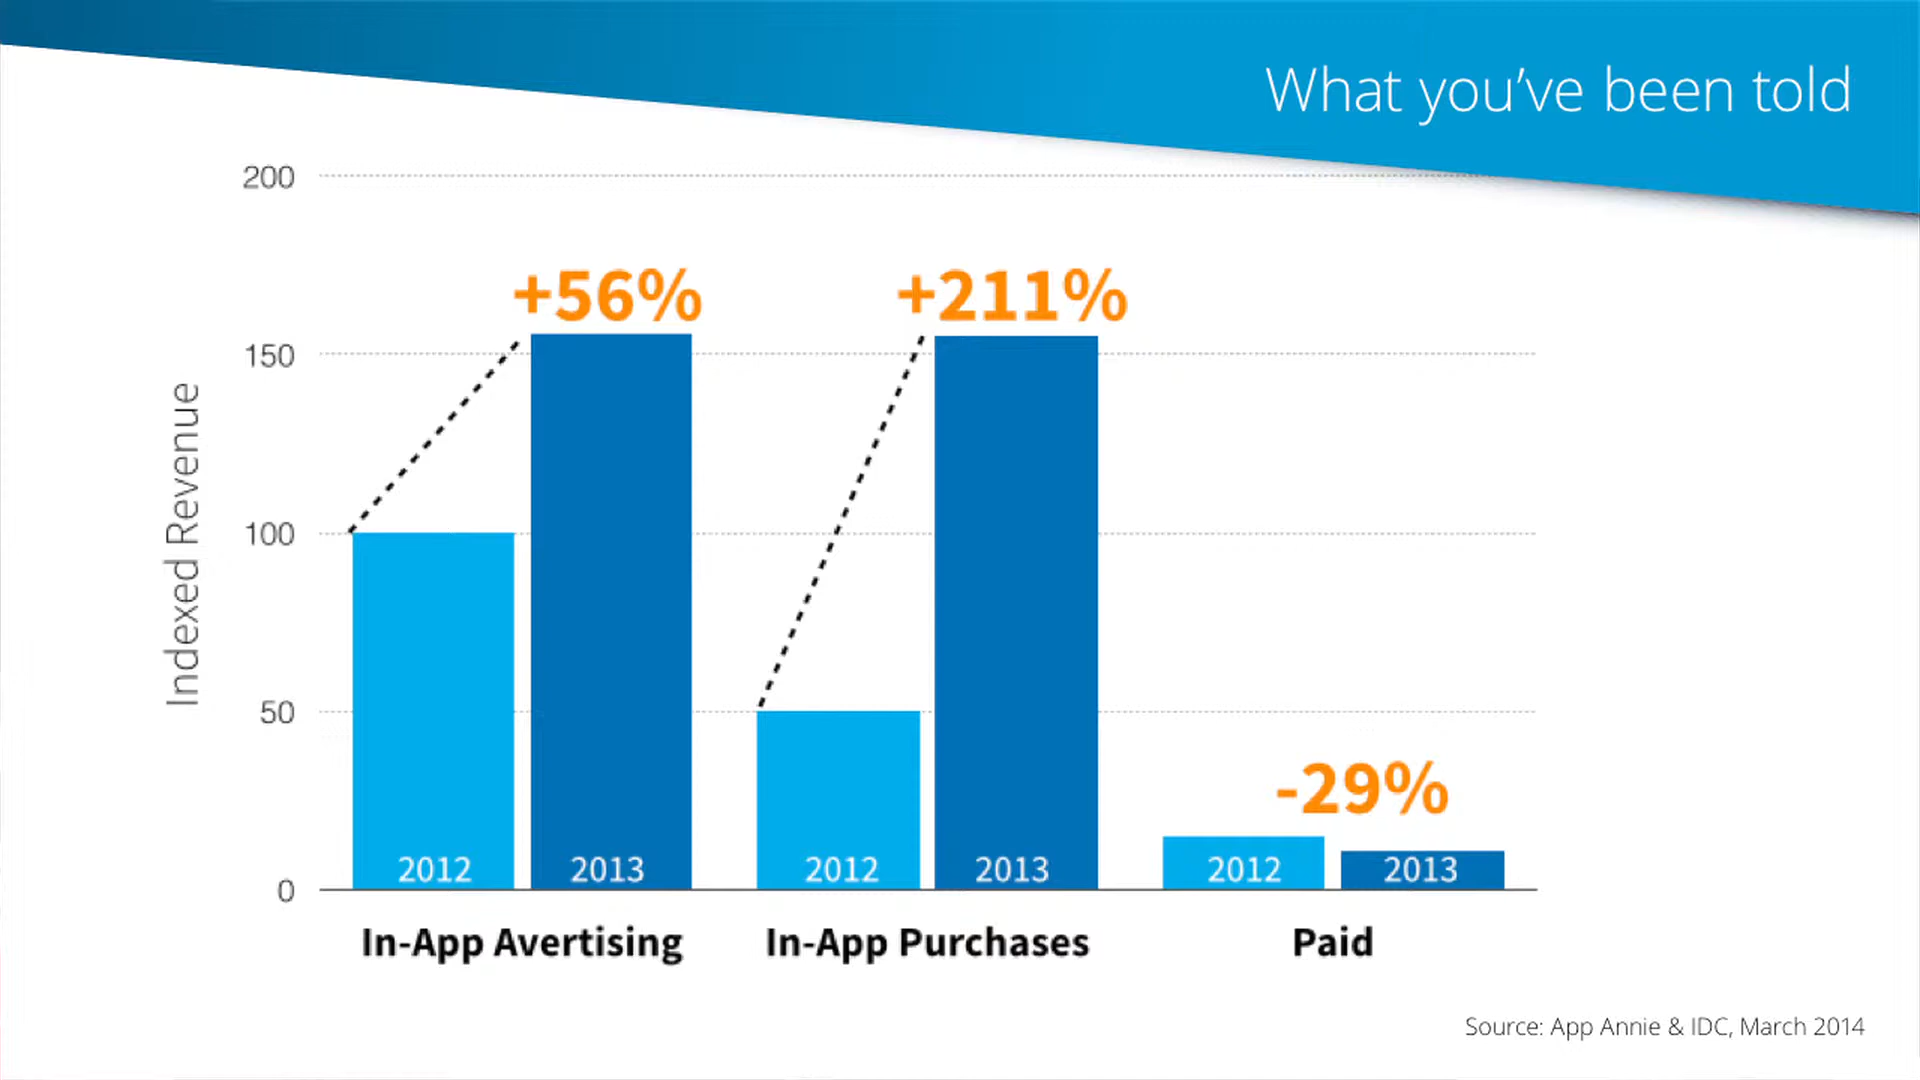 What you've been told
200
150
100
50
0
Indexed Revenue
+56%
+211%
-29%
2012
2013
2012
2013
2012
2013
In-App Avertising
In-App Purchases
Paid
Source: App Annie & IDC, March 2014